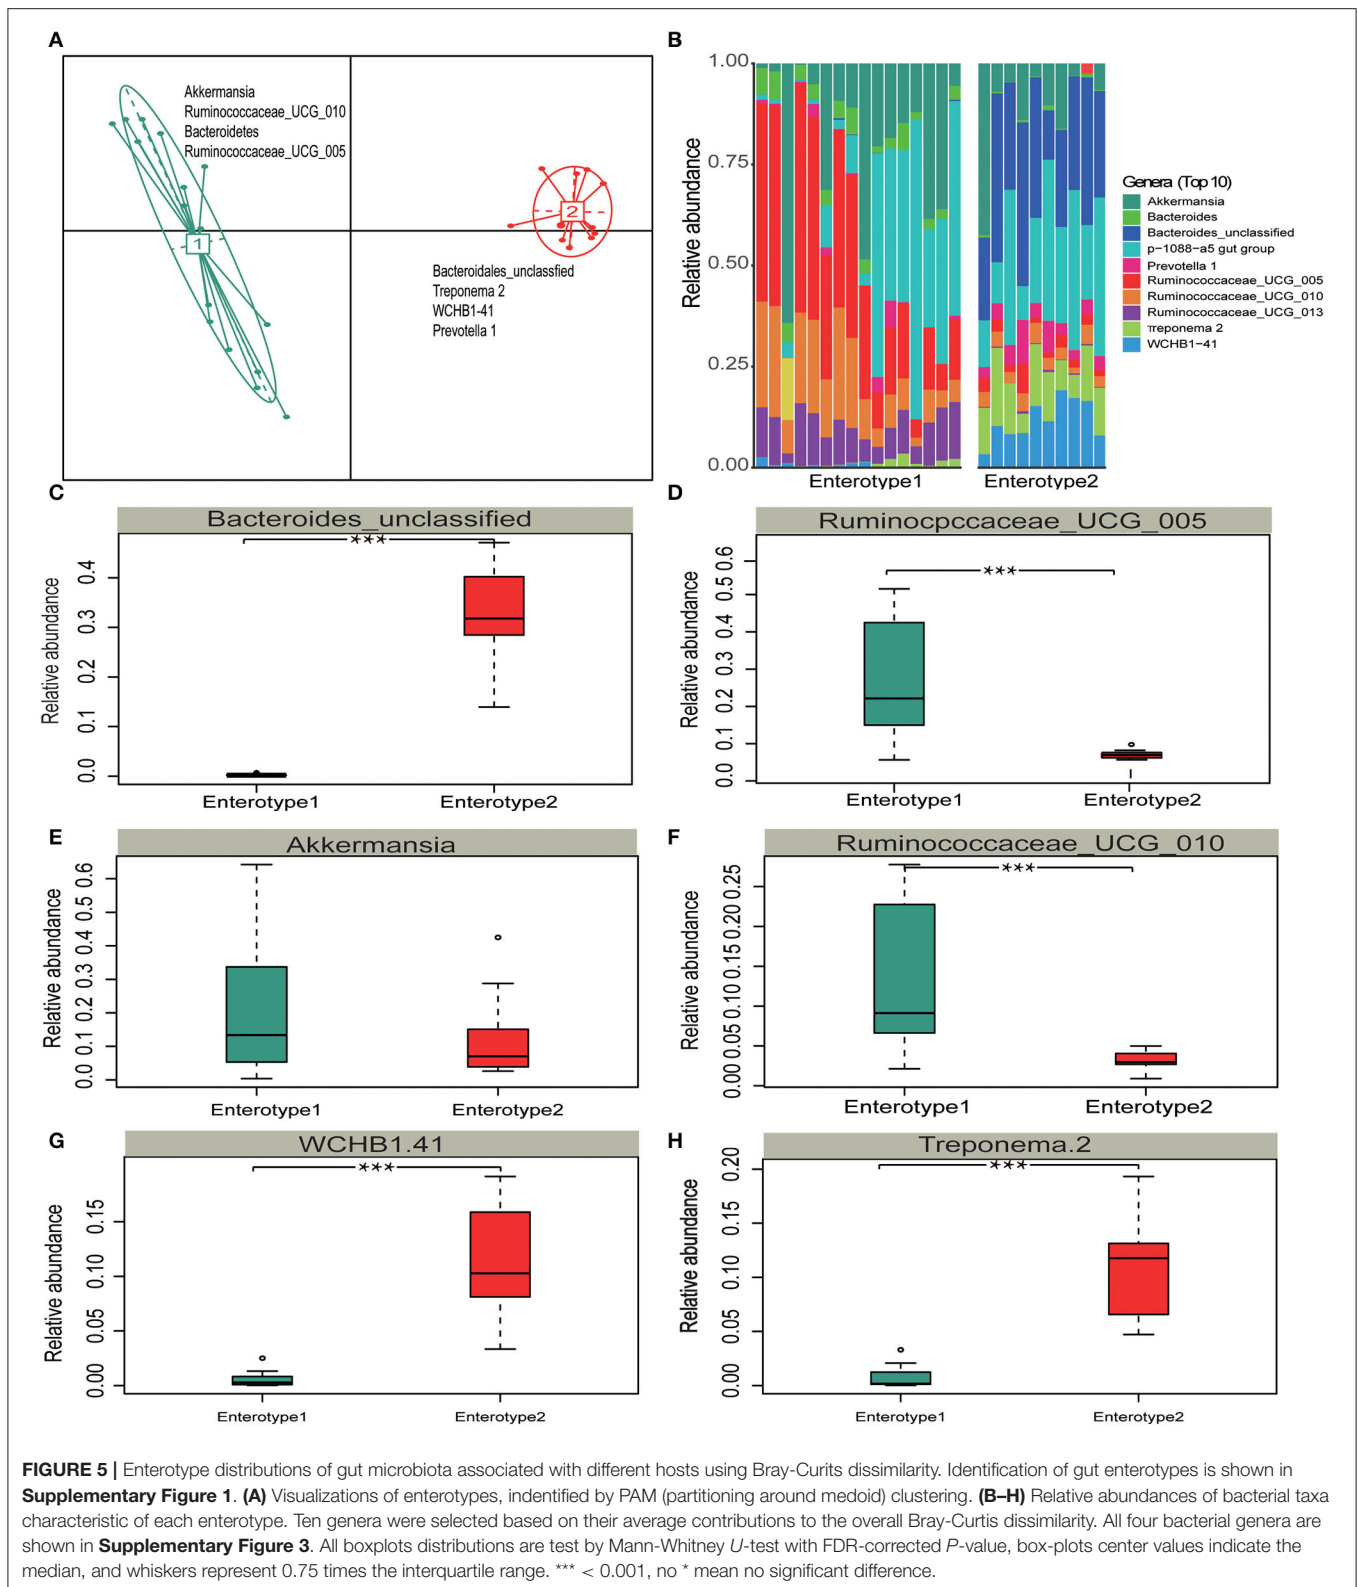 A
Akkermansia
Ruminococcaceae_UCG_010
Bacteroidetes
Ruminococcaceae_UCG_005
1
2
Bacteroidales_unclassfied
Treponema 2
WCHB1-41
Prevotella 1
B
Relative abundance
1.00
0.75
0.50
0.25
0.00
Enterotype1
Enterotype2
Genera (Top 10)
Akkermansia
Bacteroides
Bacteroides_unclassified
p-1088-a5 gut group
Prevotella 1
Ruminococcaceae_UCG_005
Ruminococcaceae_UCG_010
Ruminococcaceae_UCG_013
πreponema 2
WCHB1-41
C
Bacteroides_unclassified
***
Relative abundance
0.4
0.3
0.2
0.1
0.0
Enterotype1
Enterotype2
D
Ruminocpccaceae_UCG_005
***
Relative abundance
0.6
0.5
0.4
0.3
0.2
0.1
0.0
Enterotype1
Enterotype2
E
Akkermansia
Relative abundance
0.6
0.5
0.4
0.3
0.2
0.1
0.0
Enterotype1
Enterotype2
F
Ruminococcaceae_UCG_010
***
Relative abundance
0.25
0.20
0.15
0.10
0.05
0.00
Enterotype1
Enterotype2
G
WCHB1.41
***
Relative abundance
0.15
0.10
0.05
0.00
Enterotype1
Enterotype2
H
Treponema.2
***
Relative abundance
0.20
0.15
0.10
0.05
0.00
Enterotype1
Enterotype2
FIGURE 5 | Enterotype distributions of gut microbiota associated with different hosts using Bray-Curits dissimilarity. Identification of gut enterotypes is shown in
Supplementary Figure 1. (A) Visualizations of enterotypes, indentified by PAM (partitioning around medoid) clustering. (B–H) Relative abundances of bacterial taxa
characteristic of each enterotype. Ten genera were selected based on their average contributions to the overall Bray-Curtis dissimilarity. All four bacterial genera are
shown in Supplementary Figure 3. All boxplots distributions are test by Mann-Whitney U-test with FDR-corrected P-value, box-plots center values indicate the
median, and whiskers represent 0.75 times the interquartile range. *** < 0.001, no * mean no significant difference.